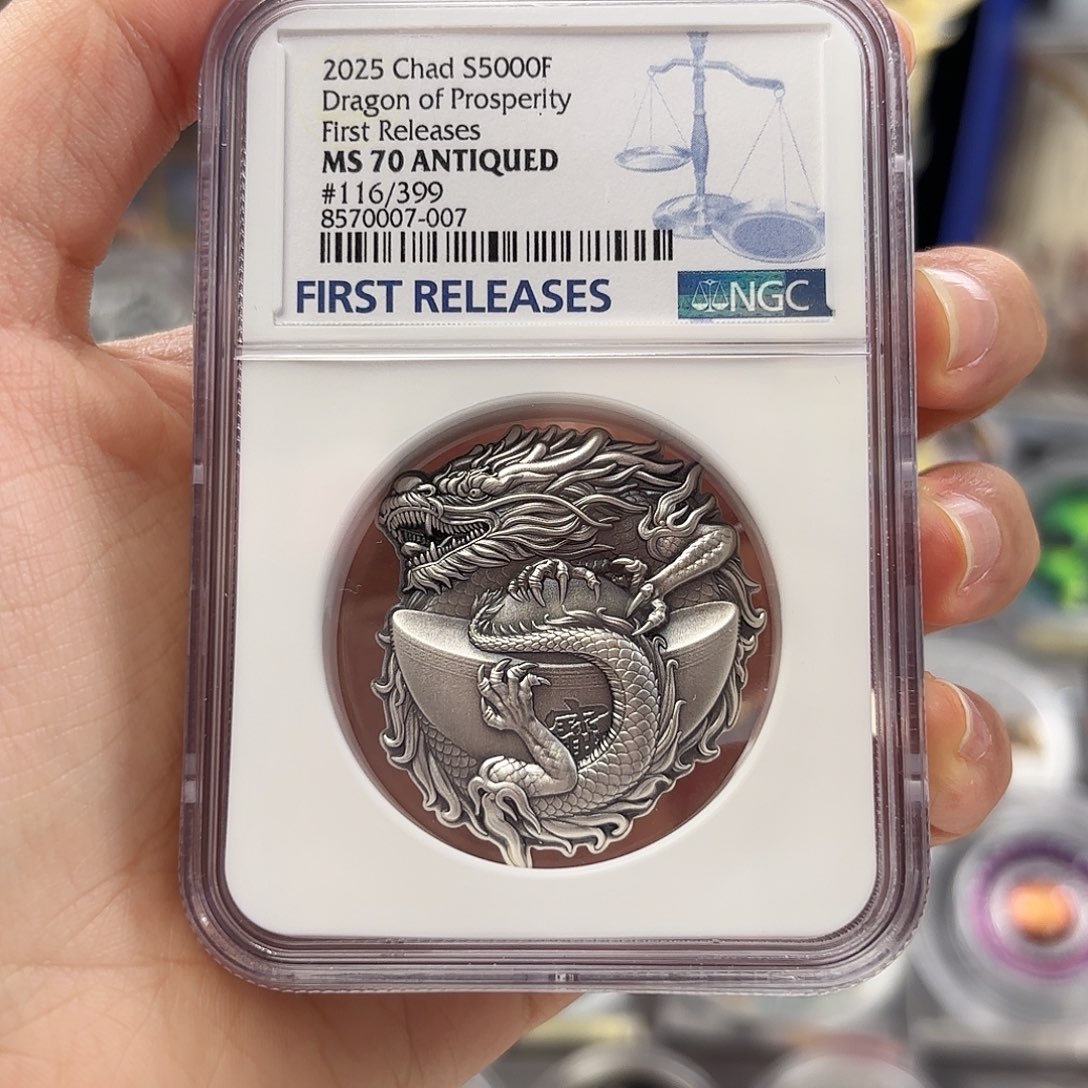 2025 Chad S5000F
Dragon of Prosperity
First Releases
MS 70 ANTIQUED
#116/399
8570007-007
FIRST RELEASES
NGC